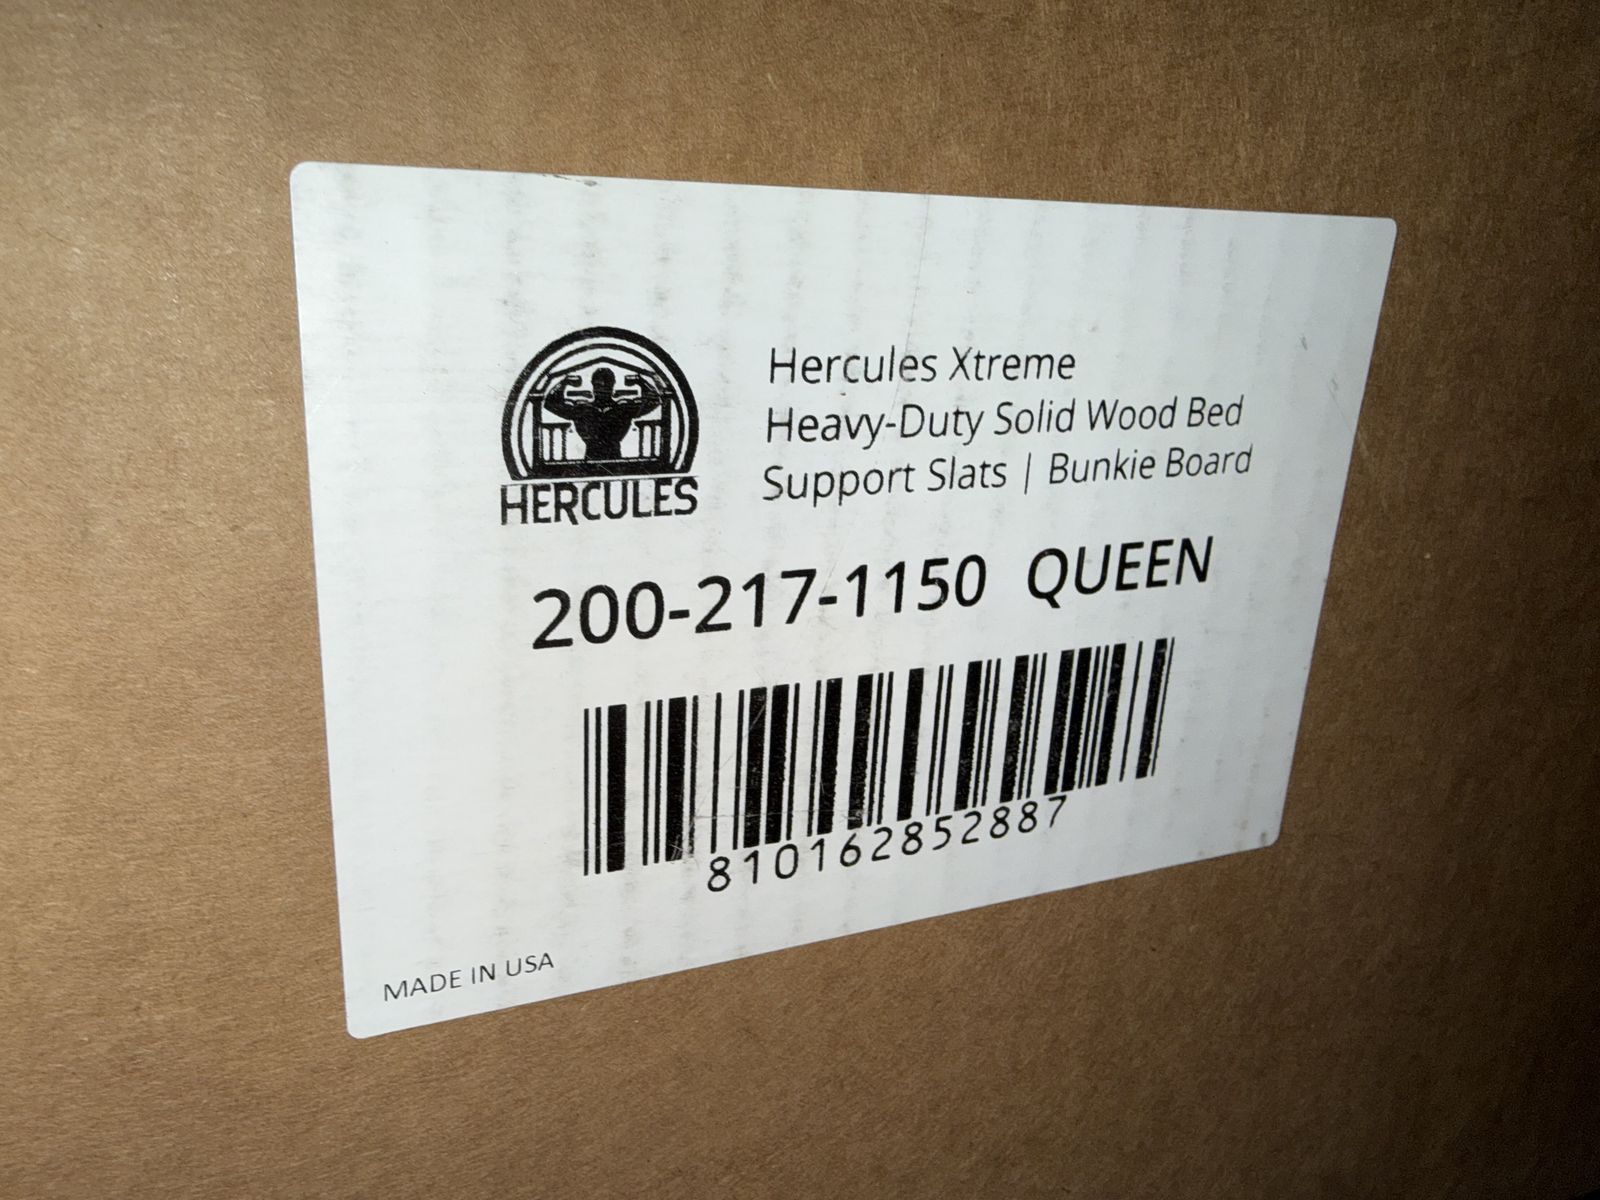 Hercules Xtreme
Heavy-Duty Solid Wood Bed
Support Slats | Bunkie Board
HERCULES
200-217-1150 QUEEN
810162852887
MADE IN USA